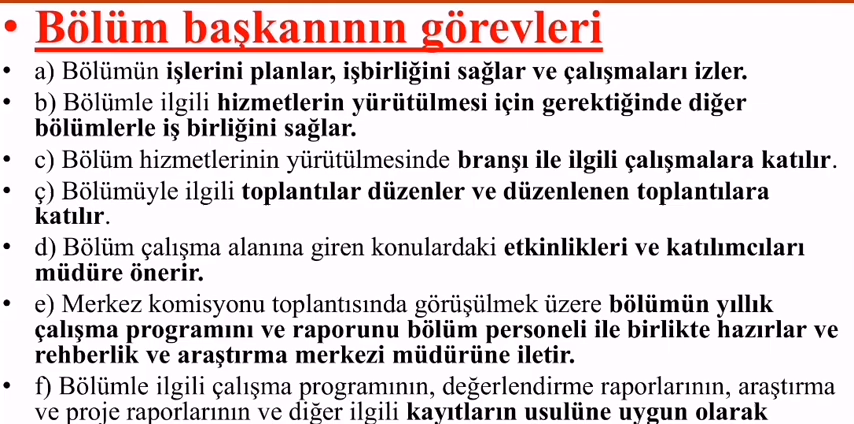 • Bölüm başkanının görevleri
• a) Bölümün işlerini planlar, işbirliğini sağlar ve çalışmaları izler.
• b) Bölümle ilgili hizmetlerin yürütülmesi için gerektiğinde diğer
bölümlerle iş birliğini sağlar.
• c) Bölüm hizmetlerinin yürütülmesinde branşı ile ilgili çalışmalara katılır.
• ç) Bölümüyle ilgili toplantılar düzenler ve düzenlenen toplantılara
katılır.
• d) Bölüm çalışma alanına giren konulardaki etkinlikleri ve katılımcıları
müdüre önerir.
• e) Merkez komisyonu toplantısında görüşülmek üzere bölümün yıllık
çalışma programını ve raporunu bölüm personeli ile birlikte hazırlar ve
rehberlik ve araştırma merkezi müdürüne iletir.
• f) Bölümle ilgili çalışma programının, değerlendirme raporlarının, araştırma
ve proje raporlarının ve diğer ilgili kayıtların usulüne uygun olarak